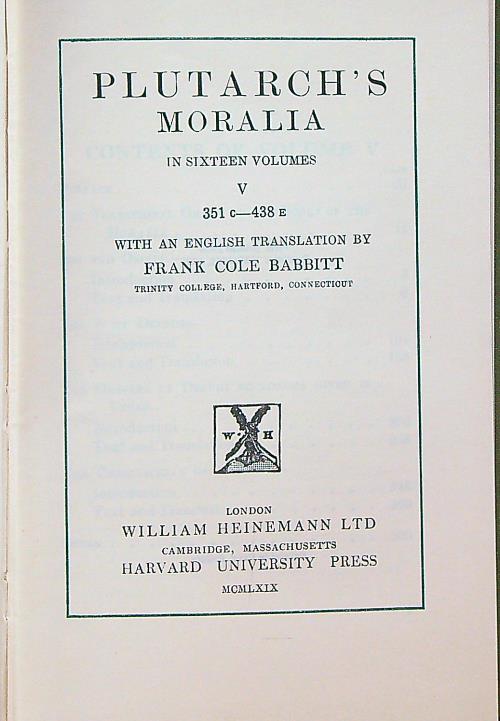 PLUTARCH'S
MORALIA
IN SIXTEEN VOLUMES
V
351 C—438 E
WITH AN ENGLISH TRANSLATION BY
FRANK COLE BABBITT
TRINITY COLLEGE, HARTFORD, CONNECTICUT
W H
LONDON
WILLIAM HEINEMANN LTD
CAMBRIDGE, MASSACHUSETTS
HARVARD UNIVERSITY PRESS
MCMLXIX